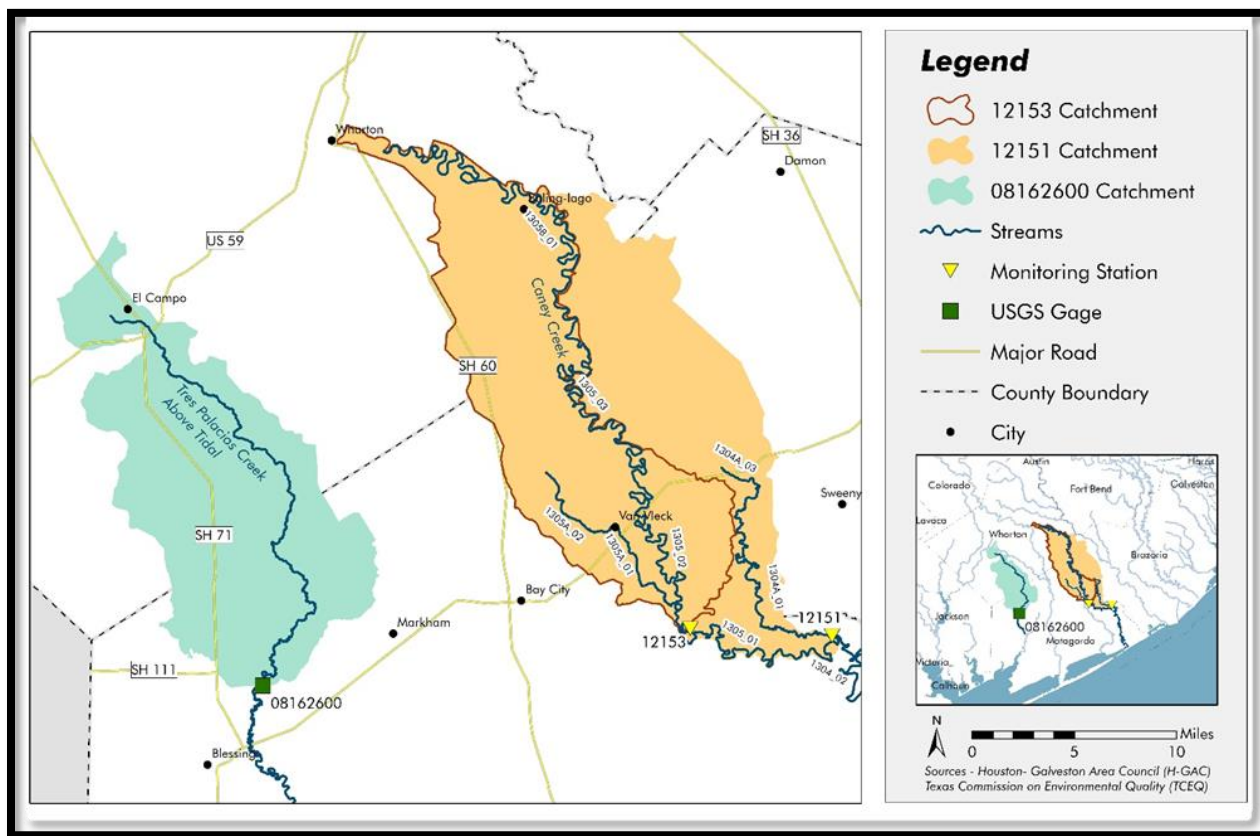 Wharton
SH 36
Damon
Boling-Iago
1305B_01
US 59
El Campo
Caney Creek
SH 60
1305_03
Tres Palacios Creek
Above Tidal
1304A_03
Sweeny
Van Vleck
1305A_02
1305A_01
1305_02
SH 71
1304A_01
Bay City
Markham
12151
12153
1305_01
1304_02
SH 111
08162600
Blessing
Legend
12153 Catchment
12151 Catchment
08162600 Catchment
Streams
Monitoring Station
USGS Gage
Major Road
County Boundary
City
Austin
Harris
Colorado
Fort Bend
Galveston
Lavaca
Wharton
Brazoria
Jackson
08162600
Matagorda
Victoria
Calhoun
N
Miles
0 5 10
Sources - Houston- Galveston Area Council (H-GAC)
Texas Commission on Environmental Quality (TCEQ)